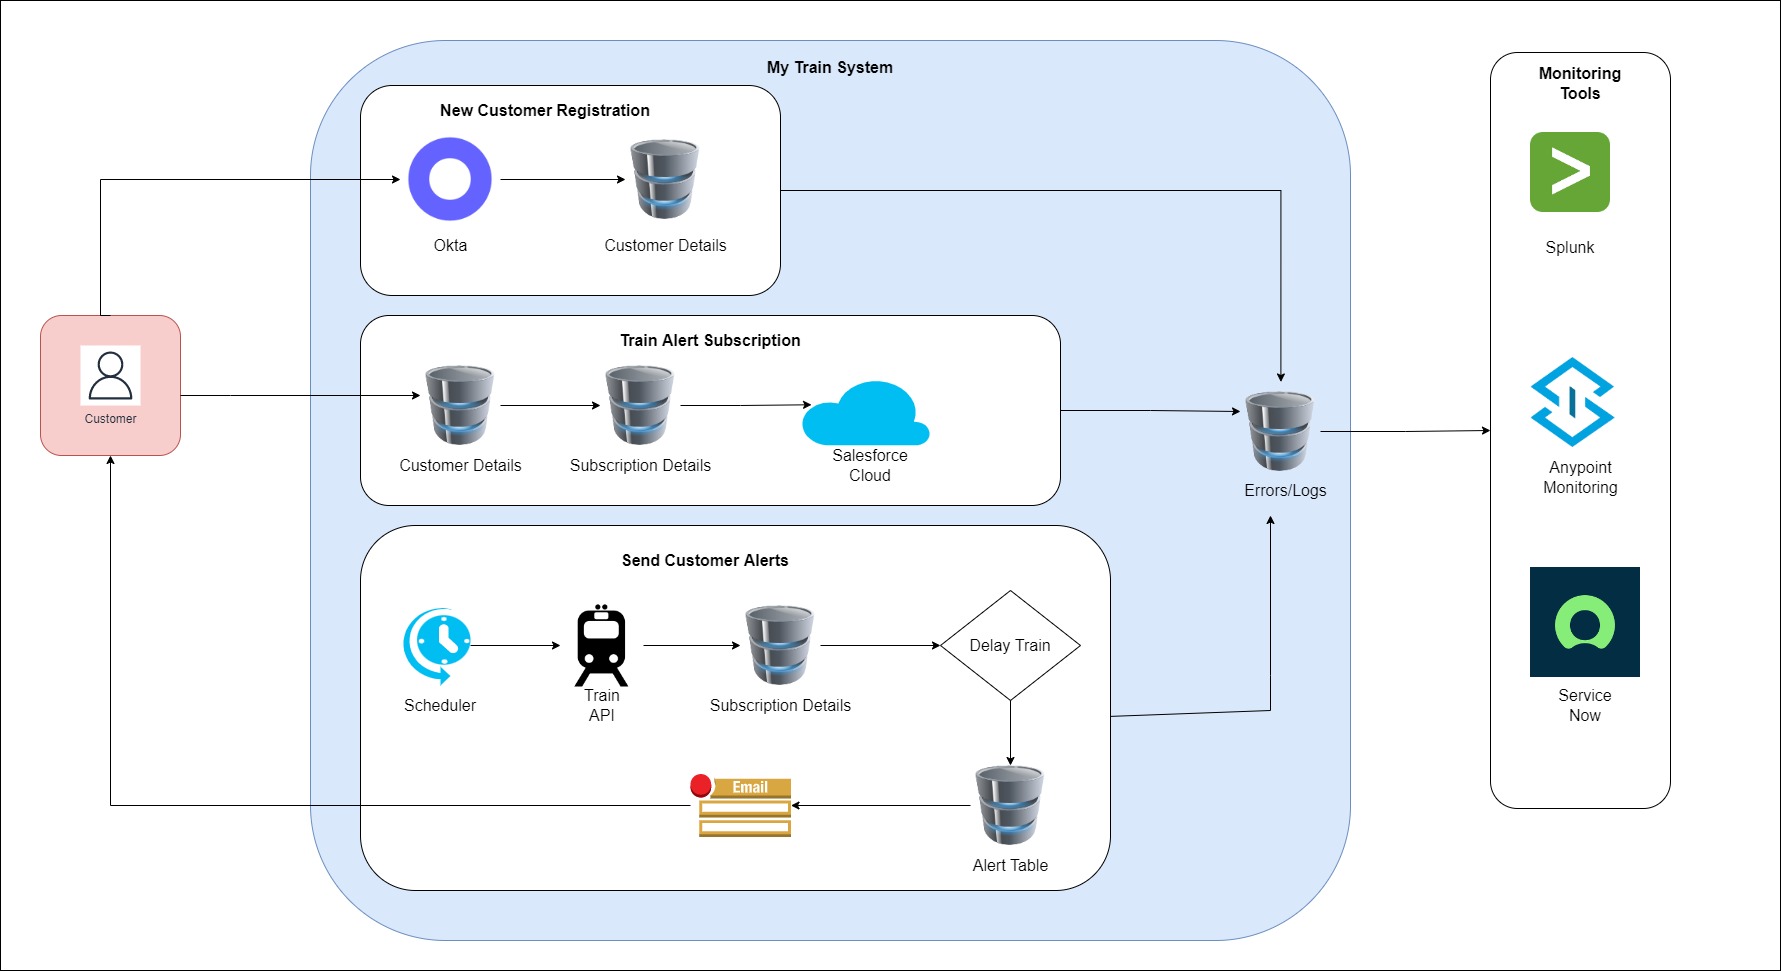 My Train System
New Customer Registration
Okta
Customer Details
Customer
Train Alert Subscription
Customer Details
Subscription Details
Salesforce
Cloud
Send Customer Alerts
Scheduler
Train
API
Subscription Details
Delay Train
Email
Alert Table
Errors/Logs
Monitoring
Tools
Splunk
Anypoint
Monitoring
Service
Now